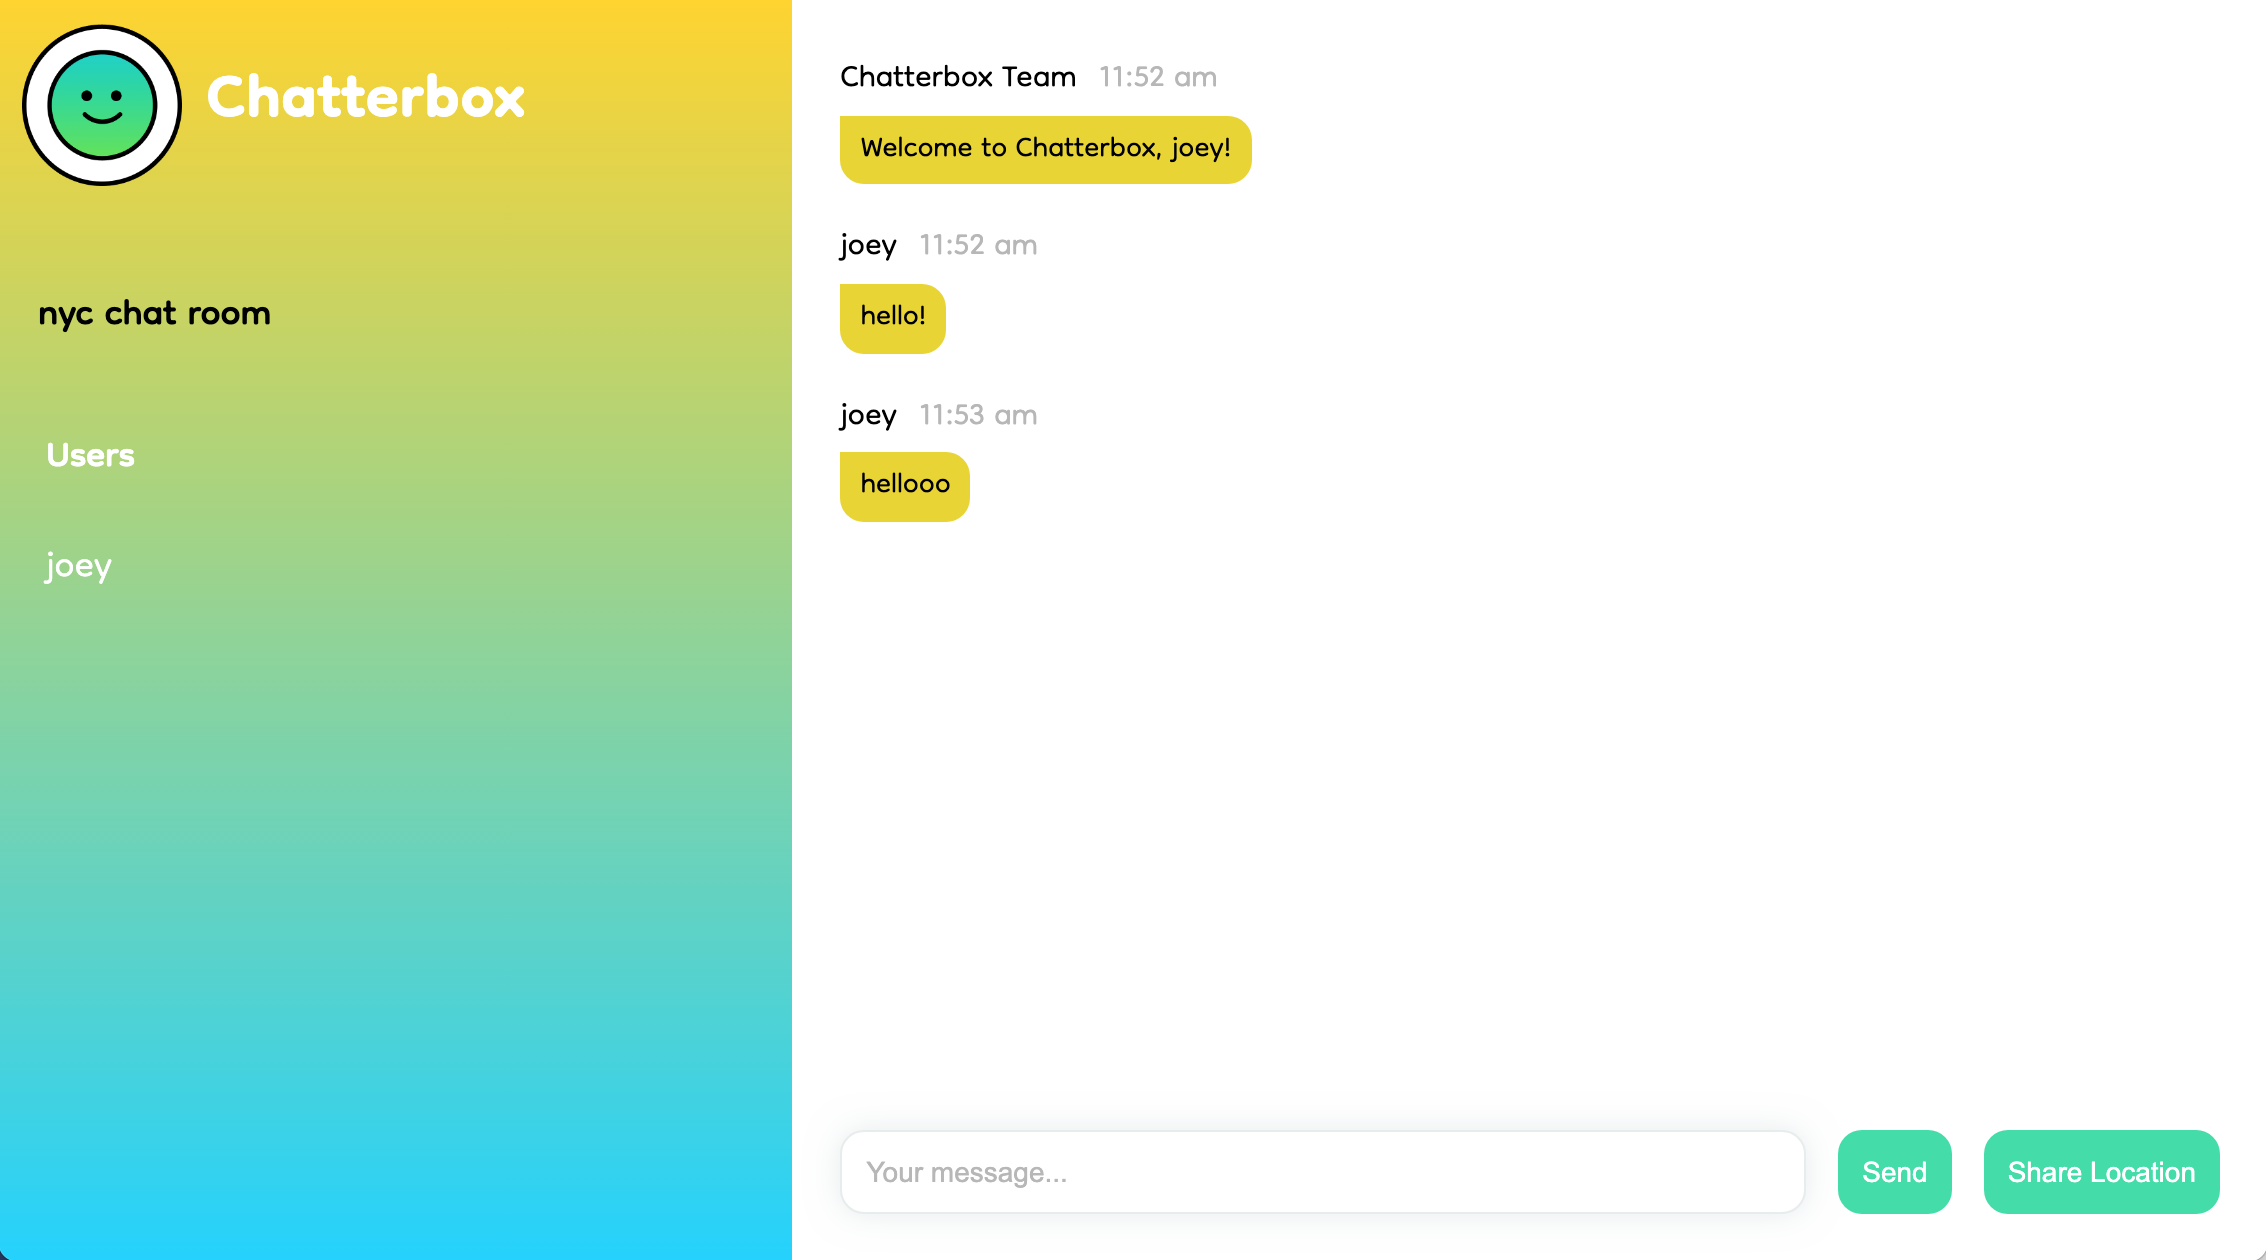 Chatterbox
nyc chat room
Users
joey
Chatterbox Team 11:52 am
Welcome to Chatterbox, joey!
joey 11:52 am
hello!
joey 11:53 am
hellooo
Your message...
Send
Share Location